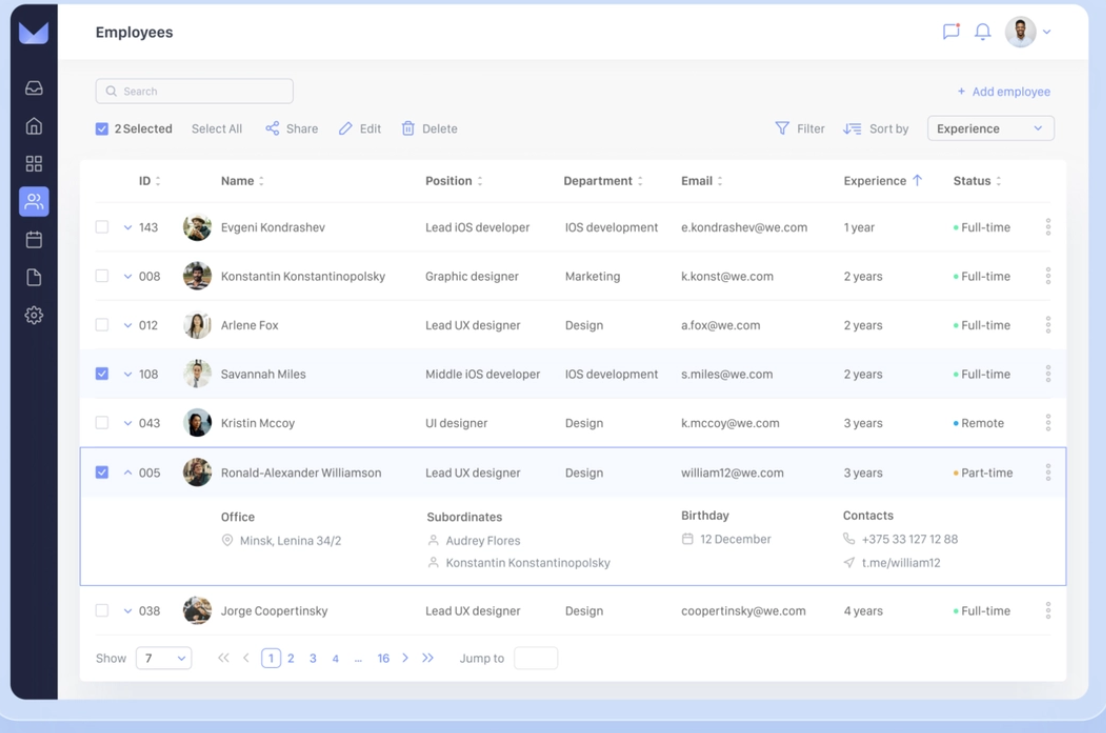 Employees
Search
+ Add employee
2 Selected Select All Share Edit Delete Filter Sort by Experience
ID Name Position Department Email Experience Status
143 Evgeni Kondrashev Lead iOS developer IOS development e.kondrashev@we.com 1 year Full-time
008 Konstantin Konstantinopolsky Graphic designer Marketing k.konst@we.com 2 years Full-time
012 Arlene Fox Lead UX designer Design a.fox@we.com 2 years Full-time
108 Savannah Miles Middle iOS developer IOS development s.miles@we.com 2 years Full-time
043 Kristin Mccoy UI designer Design k.mccoy@we.com 3 years Remote
005 Ronald-Alexander Williamson Lead UX designer Design william12@we.com 3 years Part-time
Office Subordinates Birthday Contacts
Minsk, Lenina 34/2 Audrey Flores 12 December +375 33 127 12 88
Konstantin Konstantinopolsky t.me/william12
038 Jorge Coopertinsky Lead UX designer Design coopertinsky@we.com 4 years Full-time
Show 7 1 2 3 4 ... 16 Jump to